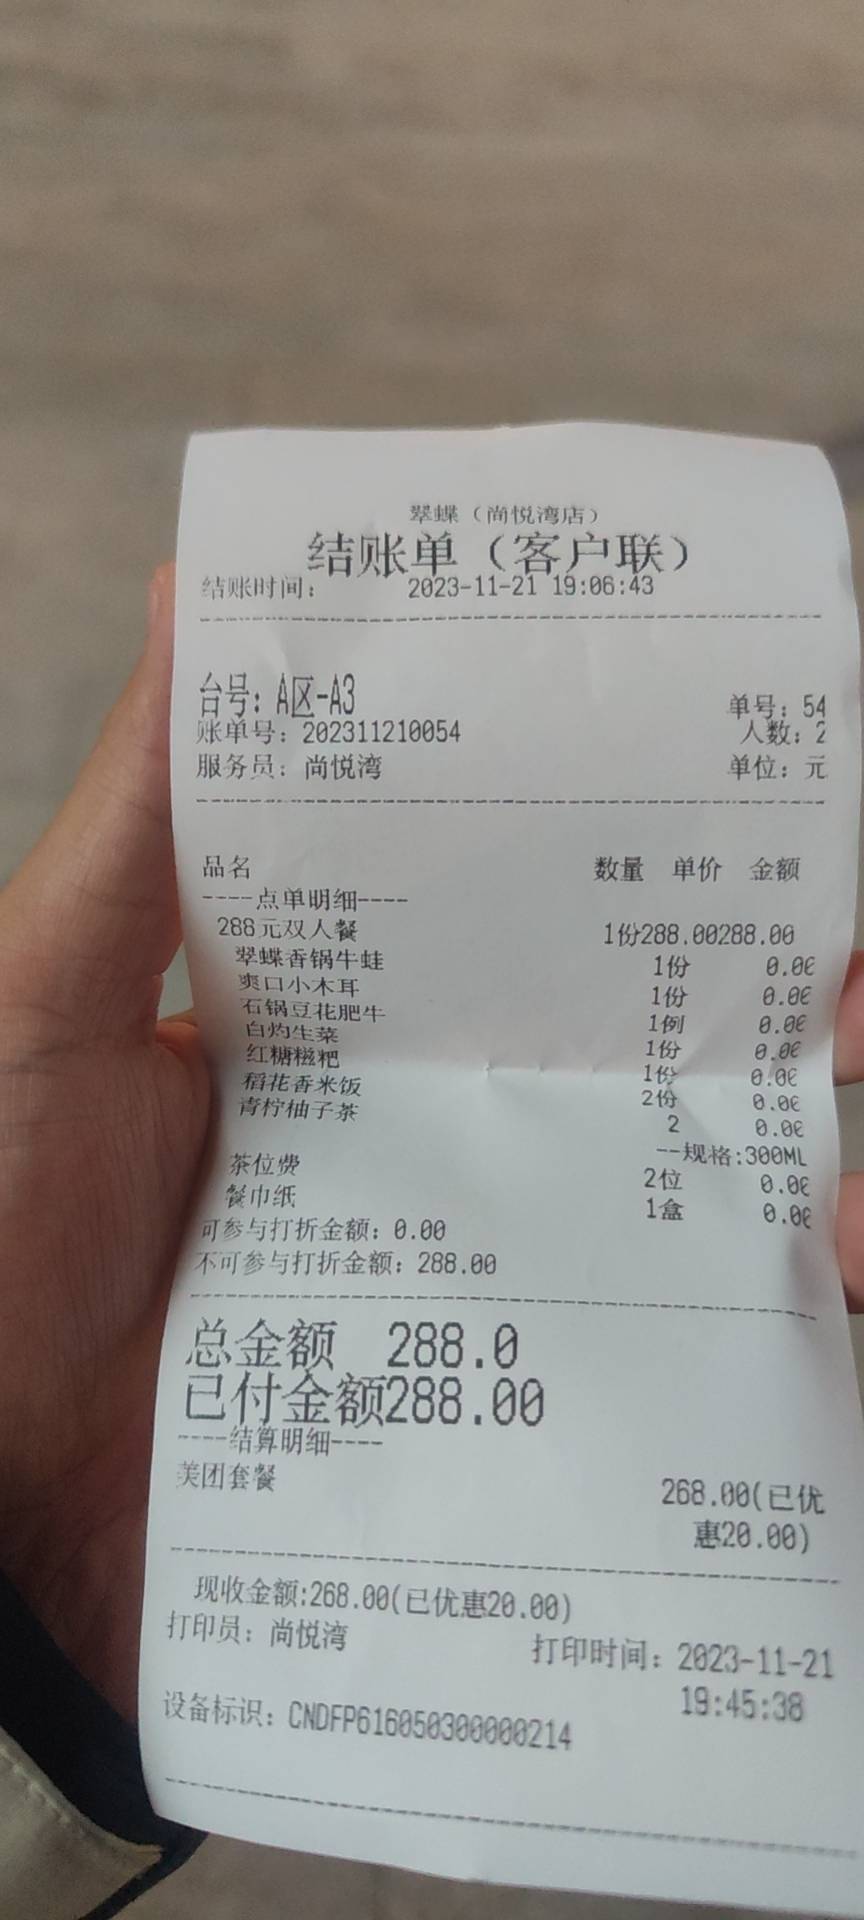 翠蝶（尚悦湾店）
结账单（客户联）
结账时间： 2023-11-21 19:06:43
台号：A区-A3 单号：54
账单号：202311210054 人数：2
服务员：尚悦湾 单位：元
品名 数量 单价 金额
----点单明细----
288元双人餐 1份288.00288.00
翠蝶香锅牛蛙 1份 0.0
爽口小木耳 1份 0.0
石锅豆花肥牛 1例 0.0
白灼生菜 1份 0.0
红糖糍粑 1份 0.0
稻花香米饭 2份 0.0
青柠柚子茶 2 0.0
--规格:300ML
茶位费 2位 0.0
餐巾纸 1盒 0.0
可参与打折金额：0.00
不可参与打折金额：288.00
总金额 288.0
已付金额288.00
----结算明细----
美团套餐 268.00(已优
惠20.00)
现收金额:268.00(已优惠20.00)
打印员：尚悦湾 打印时间：2023-11-21
19:45:38
设备标识：CNDFP616050300000214